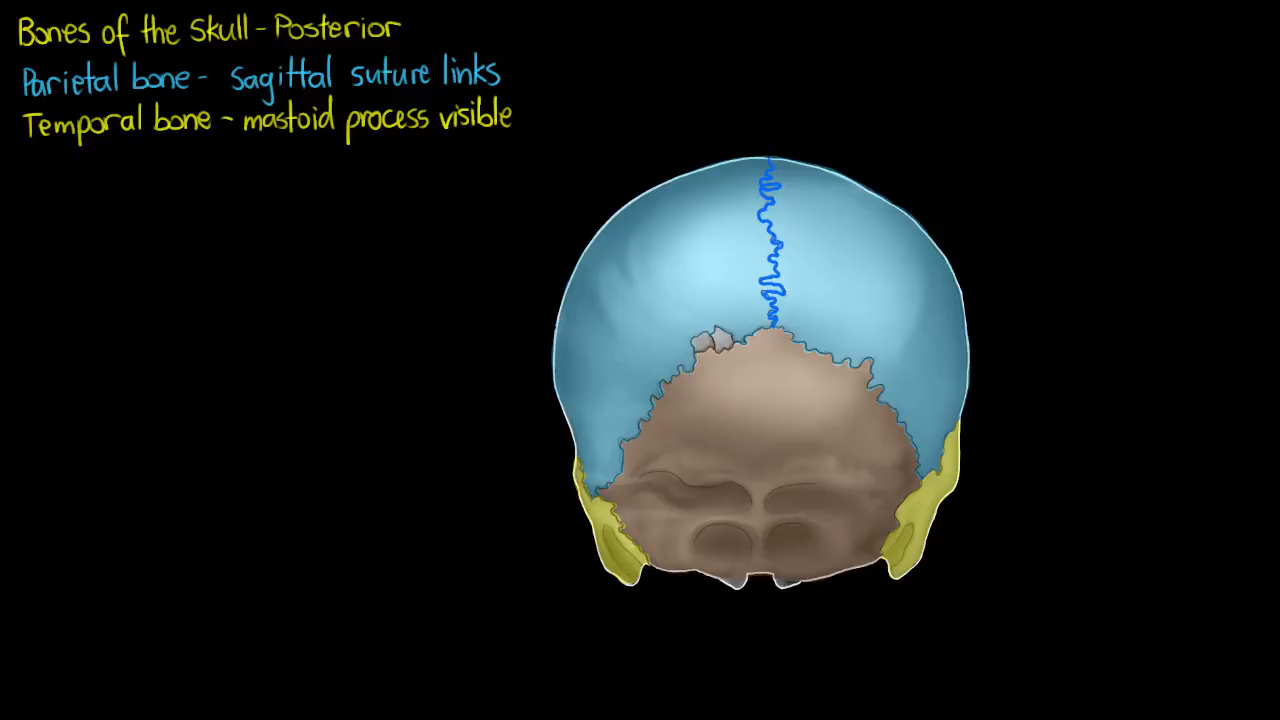 Bones of the Skull - Posterior
Parietal bone - Sagittal suture links
Temporal bone - mastoid process visible